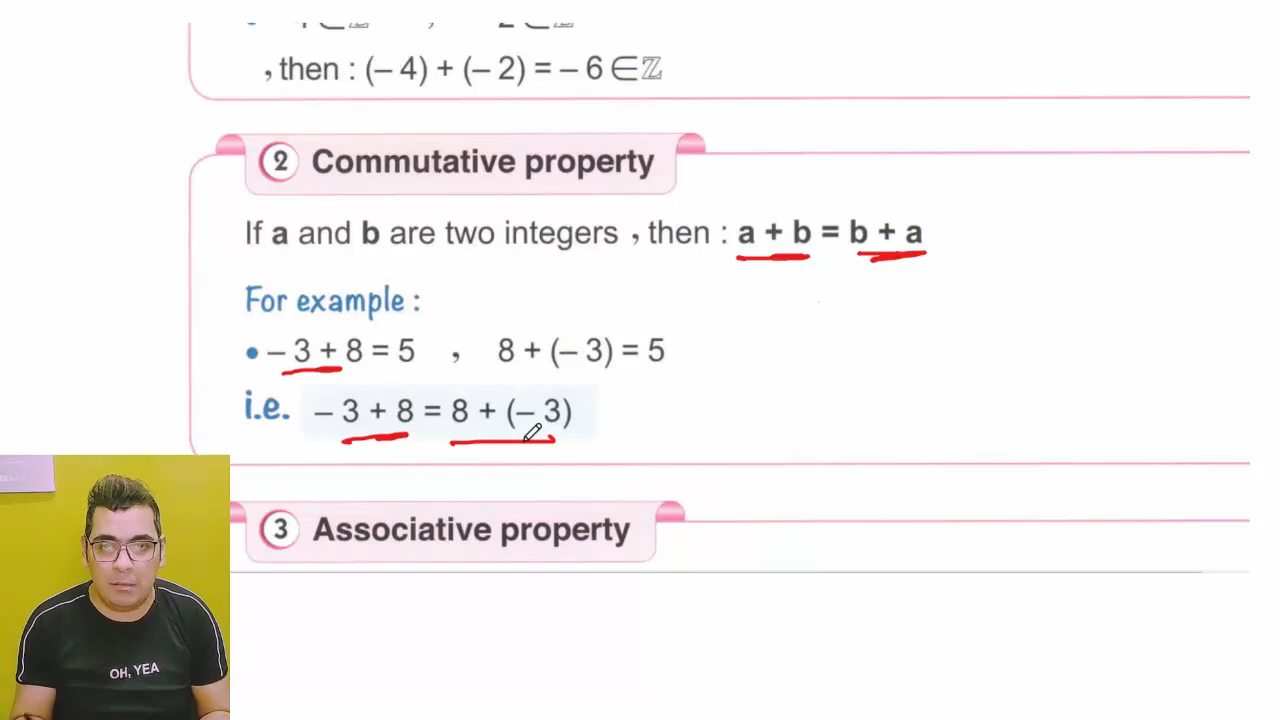 , then : (– 4) + (– 2) = – 6 ∈ ℤ
2 Commutative property
If a and b are two integers , then : a + b = b + a
For example :
• – 3 + 8 = 5 , 8 + (– 3) = 5
i.e. – 3 + 8 = 8 + (– 3)
3 Associative property
OH, YEA